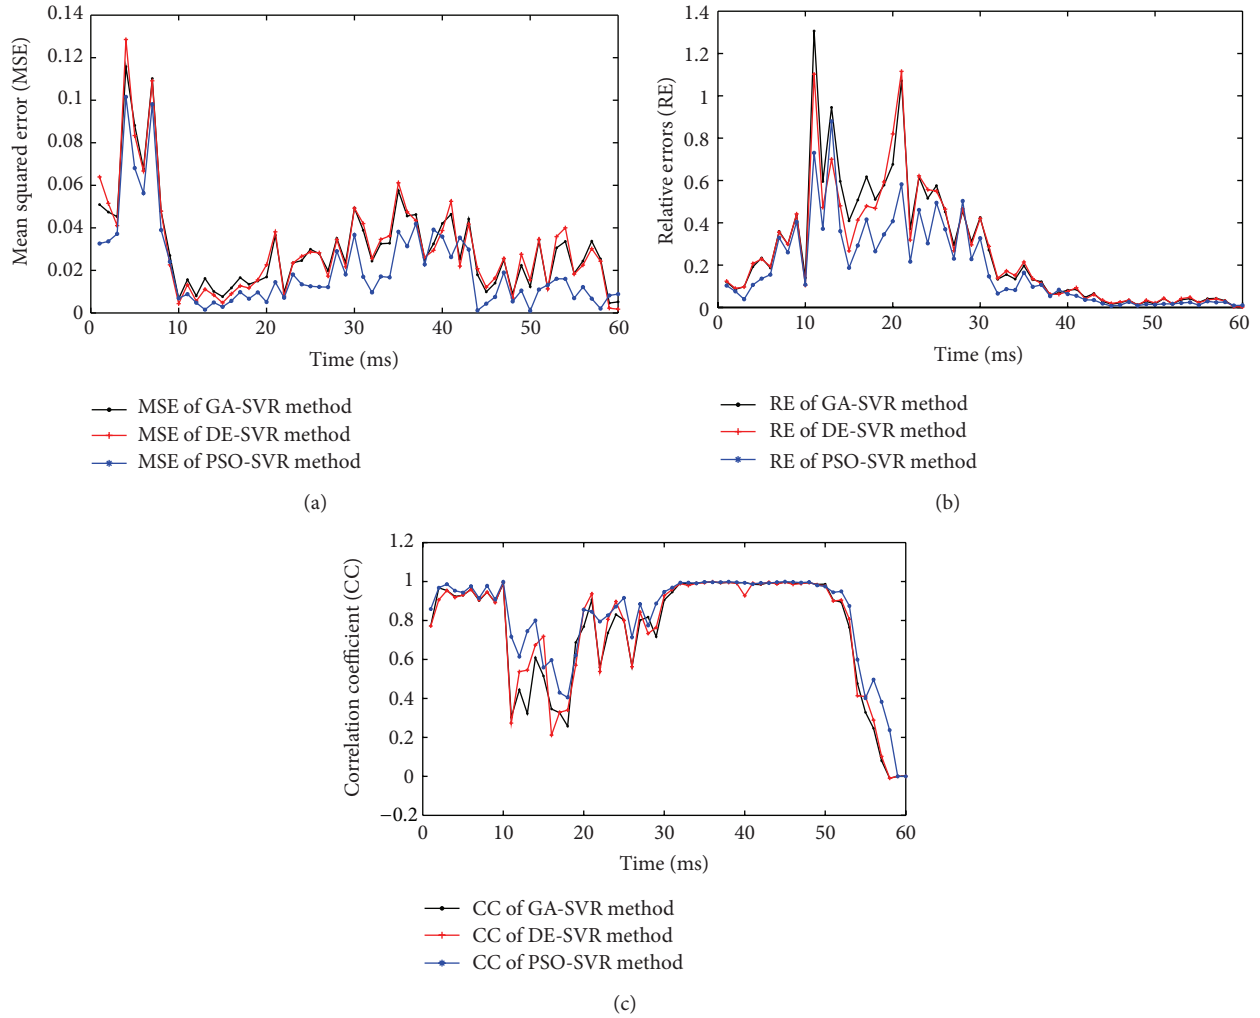 0.14
0.12
0.1
0.08
0.06
0.04
0.02
0
Mean squared error (MSE)
0 10 20 30 40 50 60
Time (ms)
MSE of GA-SVR method
MSE of DE-SVR method
MSE of PSO-SVR method
(a)
1.4
1.2
1
0.8
0.6
0.4
0.2
0
Relative errors (RE)
0 10 20 30 40 50 60
Time (ms)
RE of GA-SVR method
RE of DE-SVR method
RE of PSO-SVR method
(b)
1.2
1
0.8
0.6
0.4
0.2
0
−0.2
Correlation coefficient (CC)
0 10 20 30 40 50 60
Time (ms)
CC of GA-SVR method
CC of DE-SVR method
CC of PSO-SVR method
(c)